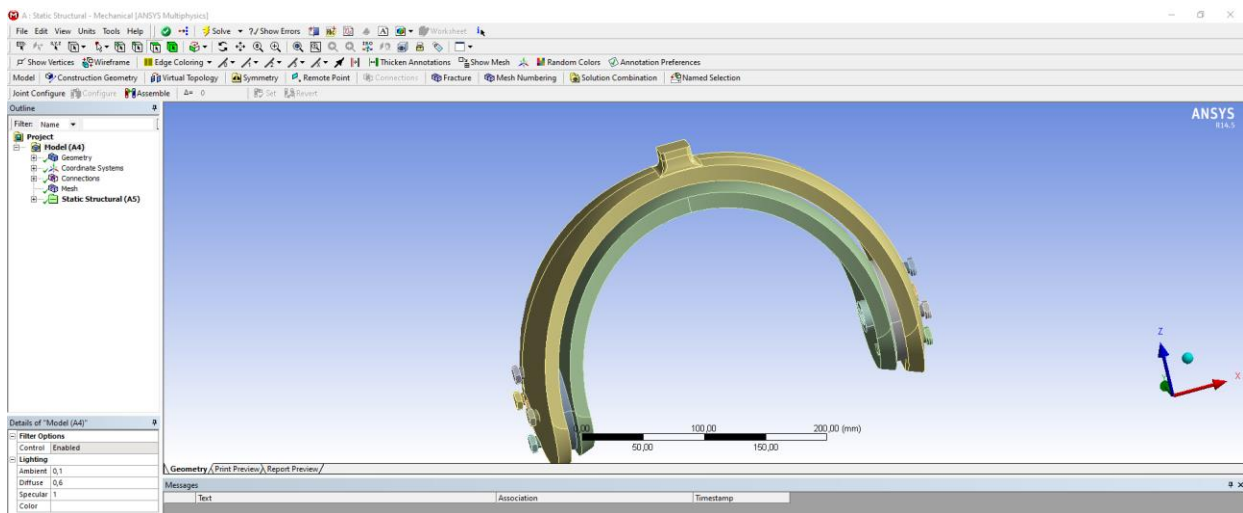 A : Static Structural - Mechanical [ANSYS Multiphysics]
File Edit View Units Tools Help Solve ?/ Show Errors Worksheet
Show Vertices Wireframe Edge Coloring Thicken Annotations Show Mesh Random Colors Annotation Preferences
Model Construction Geometry Virtual Topology Symmetry Remote Point Connections Fracture Mesh Numbering Solution Combination Named Selection
Joint Configure Configure Assemble Δ= 0 Set Revert
Outline
Filter: Name
Project
Model (A4)
Geometry
Coordinate Systems
Connections
Mesh
Static Structural (A5)
ANSYS
R14.5
Z
X
0,00 100,00 200,00 (mm)
50,00 150,00
Details of "Model (A4)"
Filter Options
Control Enabled
Lighting
Ambient 0,1
Diffuse 0,6
Specular 1
Color
Geometry Print Preview Report Preview
Messages
Text Association Timestamp